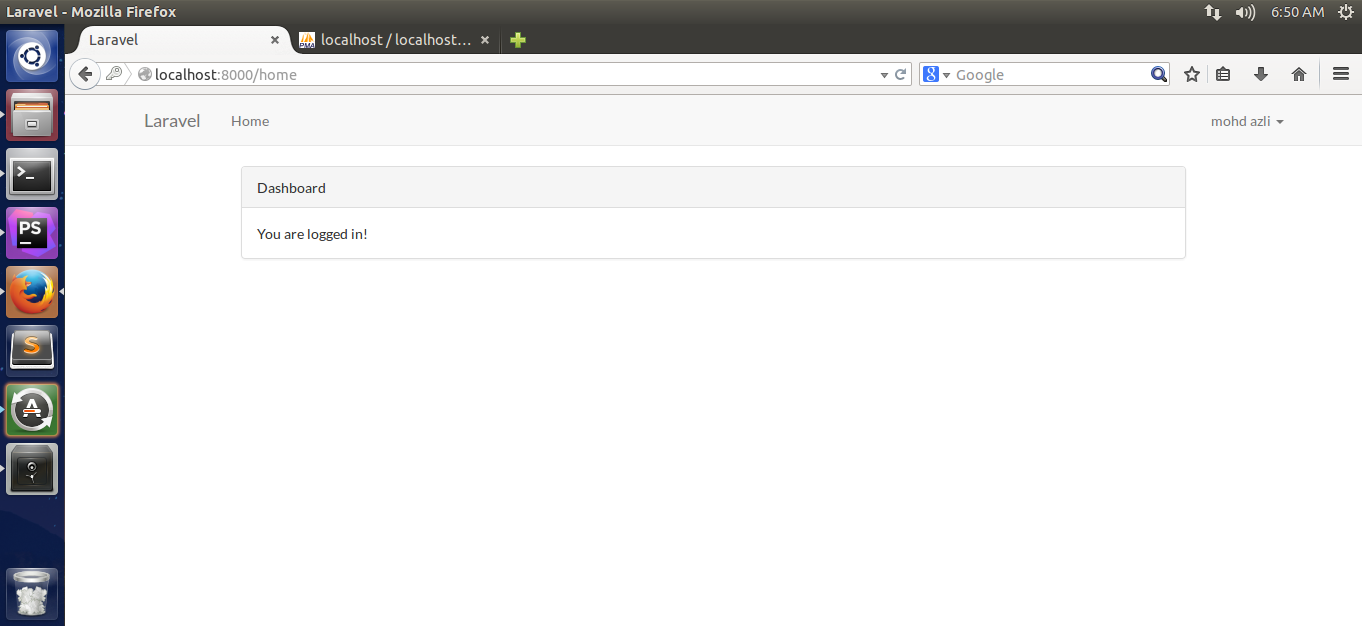 Laravel - Mozilla Firefox
6:50 AM
Laravel
localhost / localhost...
localhost:8000/home
Google
Laravel
Home
mohd azli
Dashboard
You are logged in!
PS
S
A